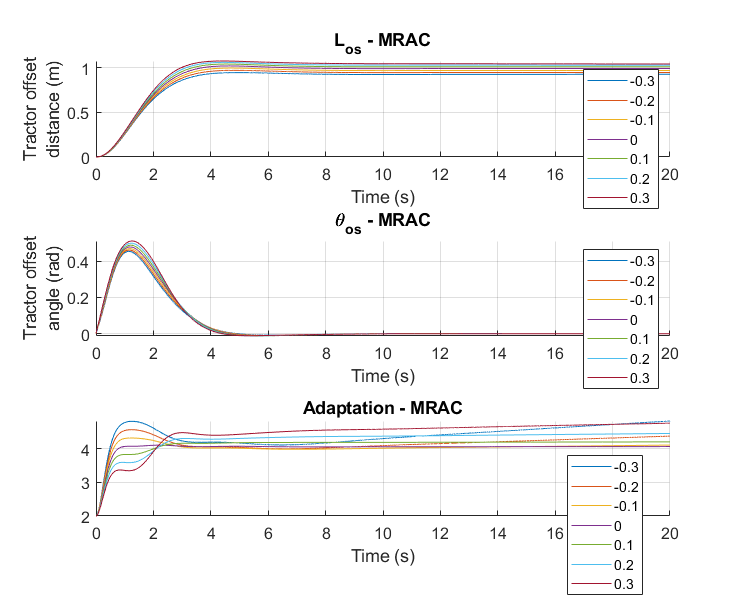 L_os - MRAC
Tractor offset
distance (m)
1
0.5
0
0 2 4 6 8 10 12 14 16 20
Time (s)
-0.3
-0.2
-0.1
0
0.1
0.2
0.3
θ_os - MRAC
Tractor offset
angle (rad)
0.4
0.2
0
0 2 4 6 8 10 12 14 16 20
Time (s)
-0.3
-0.2
-0.1
0
0.1
0.2
0.3
Adaptation - MRAC
4
3
2
0 2 4 6 8 10 12 14 16 20
Time (s)
-0.3
-0.2
-0.1
0
0.1
0.2
0.3